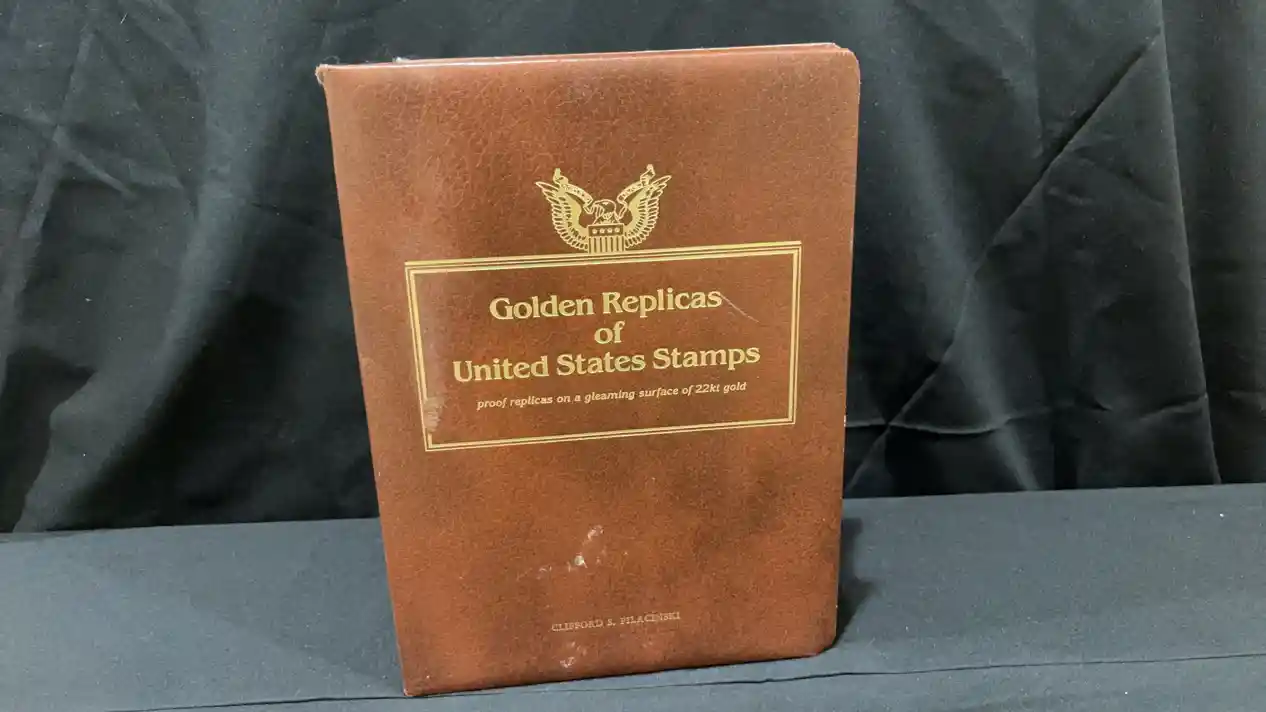 Golden Replicas
of
United States Stamps
proof replicas on a gleaming surface of 22kt gold
CLIFFORD S. PILACINSKI